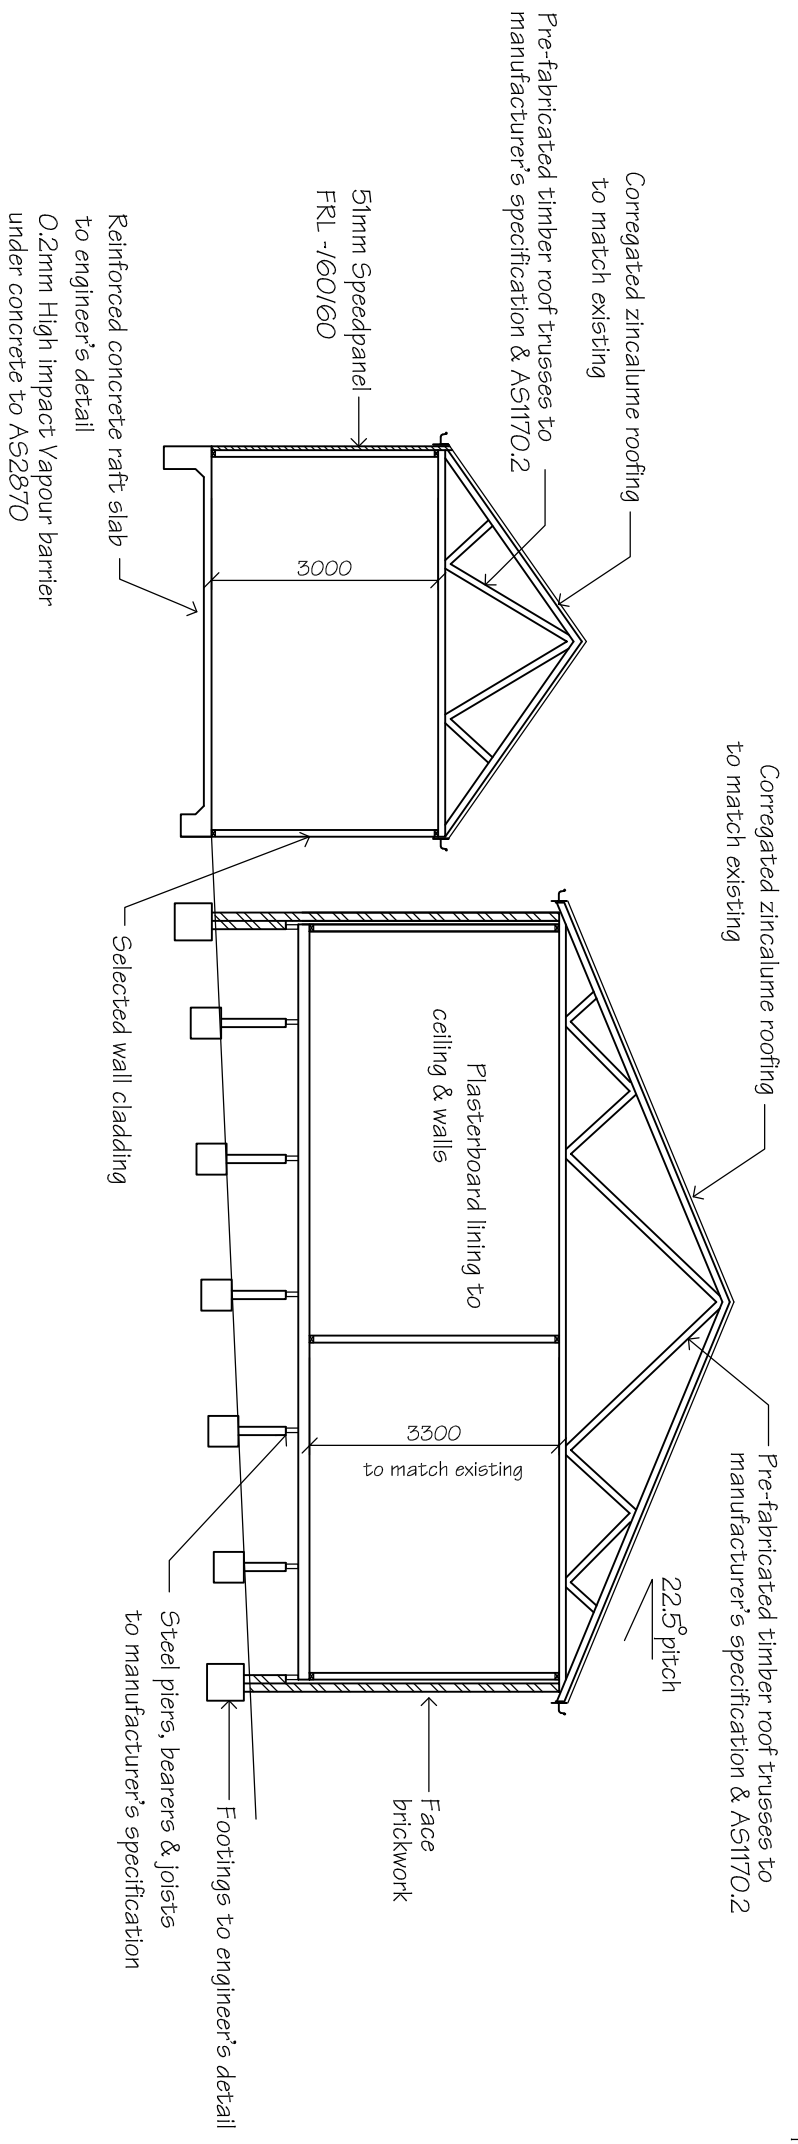 Corregated zincalume roofing
to match existing
Pre-fabricated timber roof trusses to
manufacturer's specification & AS1170.2
51mm Speedpanel
FRL -/60/60
Reinforced concrete raft slab
to engineer's detail
0.2mm High impact Vapour barrier
under concrete to AS2870
3000
Selected wall cladding
Corregated zincalume roofing
to match existing
Plasterboard lining to
ceiling & walls
3300
to match existing
Pre-fabricated timber roof trusses to
manufacturer's specification & AS1170.2
22.5° pitch
Face
brickwork
Steel piers, bearers & joists
to manufacturer's specification
Footings to engineer's detail